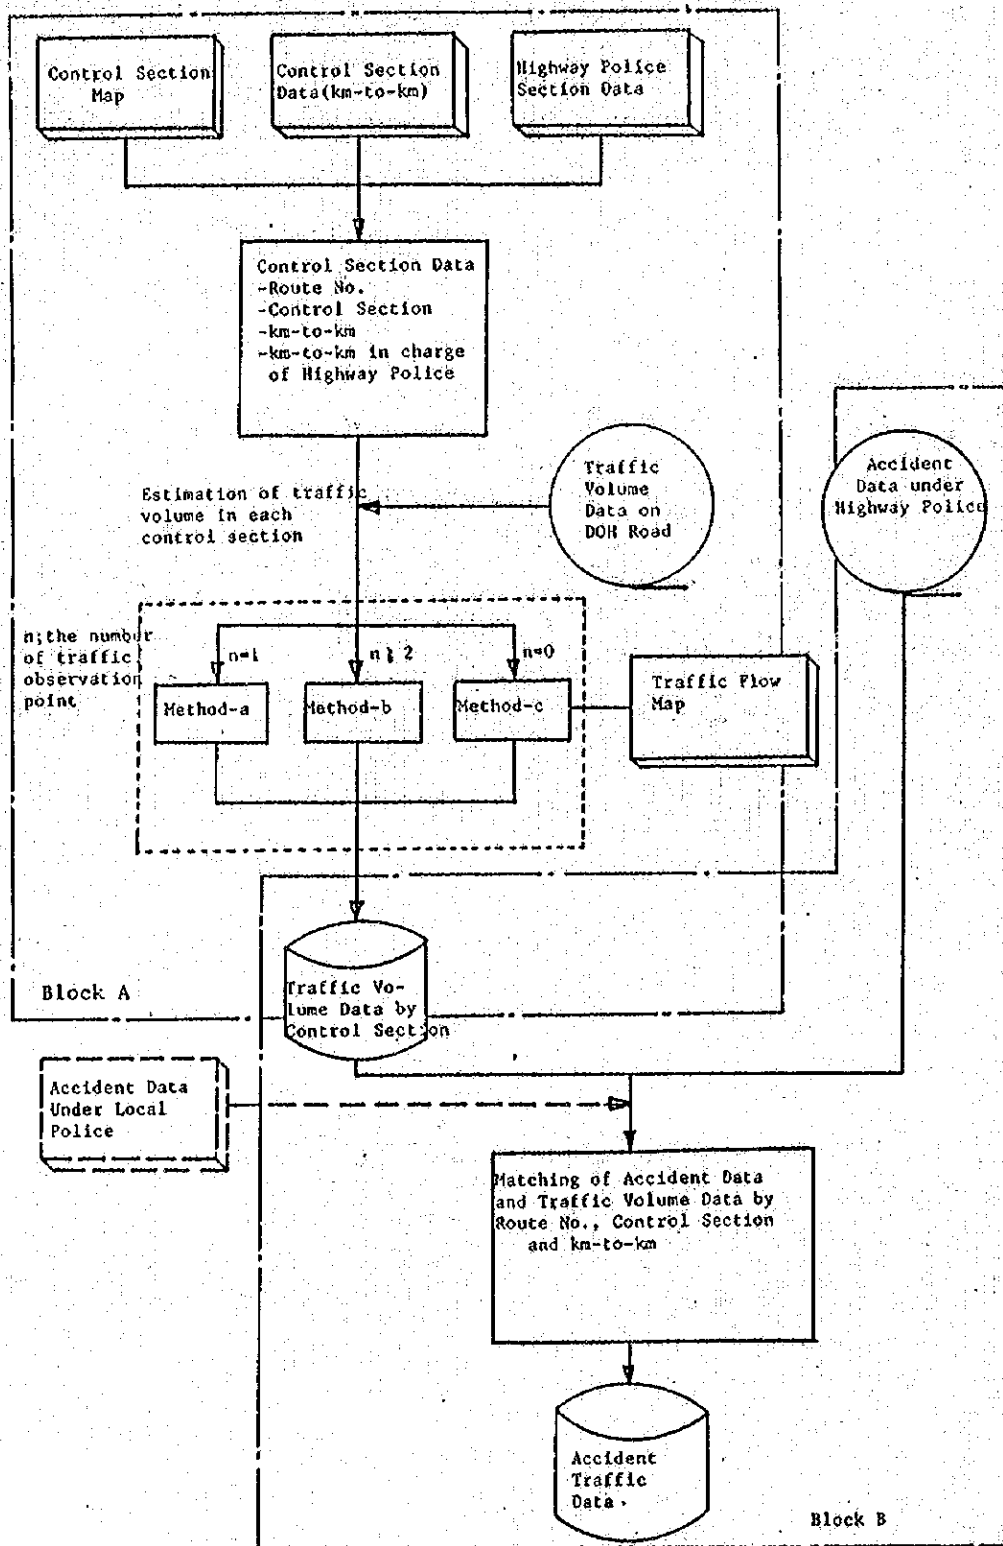 Control Section
Map
Control Section
Data(km-to-km)
Highway Police
Section Data
Control Section Data
-Route No.
-Control Section
-km-to-km
-km-to-km in charge
of Highway Police
Estimation of traffic
volume in each
control section
Traffic
Volume
Data on
DOH Road
Accident
Data under
Highway Police
n;the number
of traffic
observation
point
n=1
n ≧ 2
n=0
Method-a
Method-b
Method-c
Traffic Flow
Map
Block A
Traffic Vo-
lume Data by
Control Section
Accident Data
Under Local
Police
Matching of Accident Data
and Traffic Volume Data by
Route No., Control Section
and km-to-km
Accident
Traffic
Data
Block B